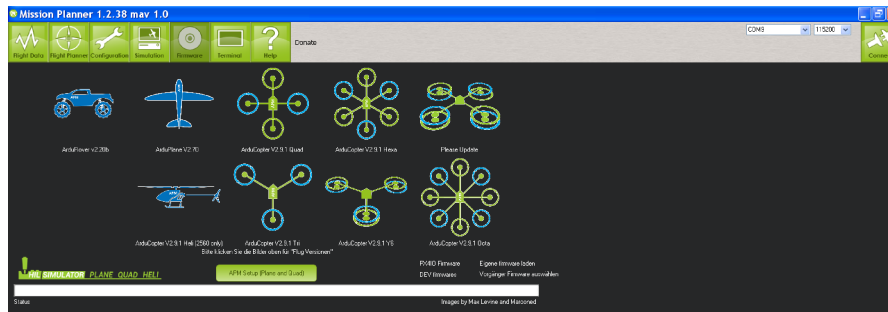 Mission Planner 1.2.38 mav 1.0
Flight Data Flight Planner Configuration Simulation Firmware Terminal Help Donate COM9 115200 Connect
ArduRover v2.20b ArduPlane V2.70 ArduCopter V2.9.1 Quad ArduCopter V2.9.1 Hexa Please Update
ArduCopter V2.9.1 Heli (2560 only) ArduCopter V2.9.1 Tri ArduCopter V2.9.1 Y6 ArduCopter V2.9.1 Octa
Bitte klicken Sie die Bilder oben für "Flug Versionen"
HIL SIMULATOR PLANE QUAD HELI
APM Setup (Plane and Quad)
PX4IO Firmware Eigene firmware laden
DEV firmwares Vorgänger Firmware auswählen
Status Images by Max Levine and Marooned